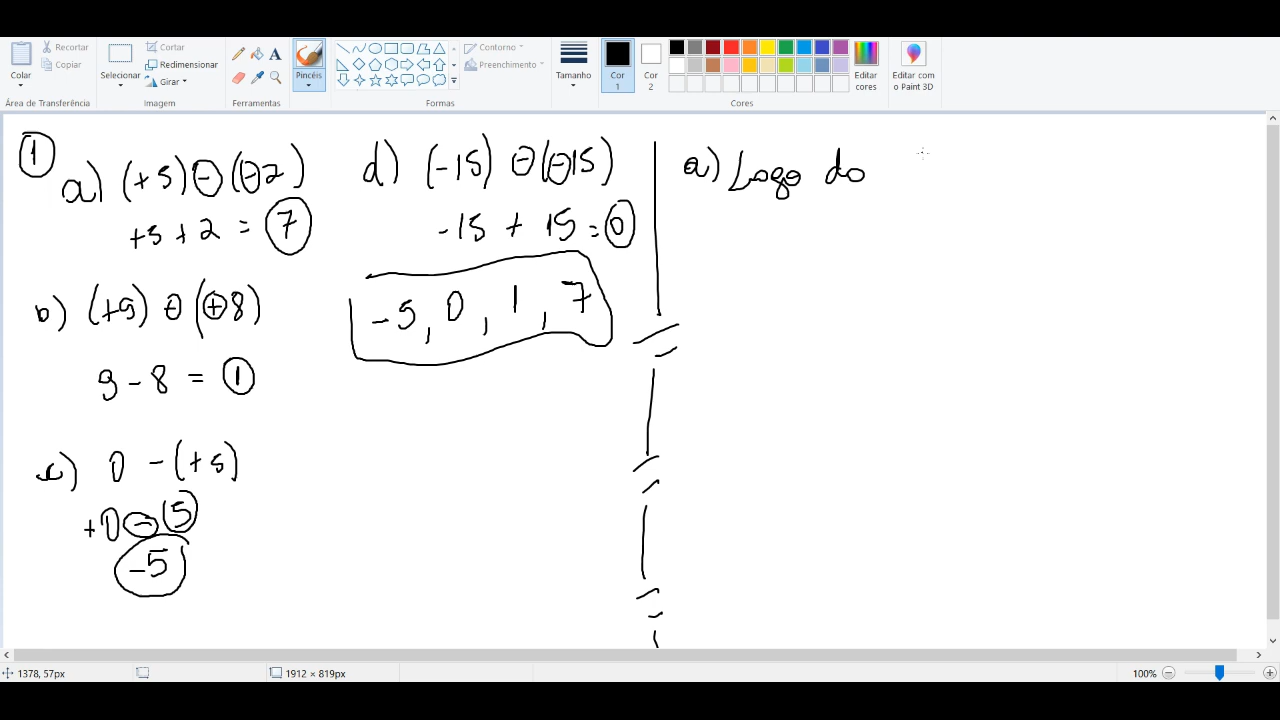 Recortar
Copiar
Colar
Área de Transferência
Selecionar
Cortar
Redimensionar
Girar
Imagem
A
Ferramentas
Pincéis
Contorno
Preenchimento
Formas
Tamanho
Cor 1
Cor 2
Editar cores
Cores
Editar com o Paint 3D
1
a) (+5) - (-2)
+5 + 2 = 7
b) (+9) - (+8)
9 - 8 = 1
c) 0 - (+5)
+0 - (5)
-5
d) (-15) - (-15)
-15 + 15 = 0
-5, 0, 1, 7
a) Logo do
1378, 57px
1912 × 819px
100%